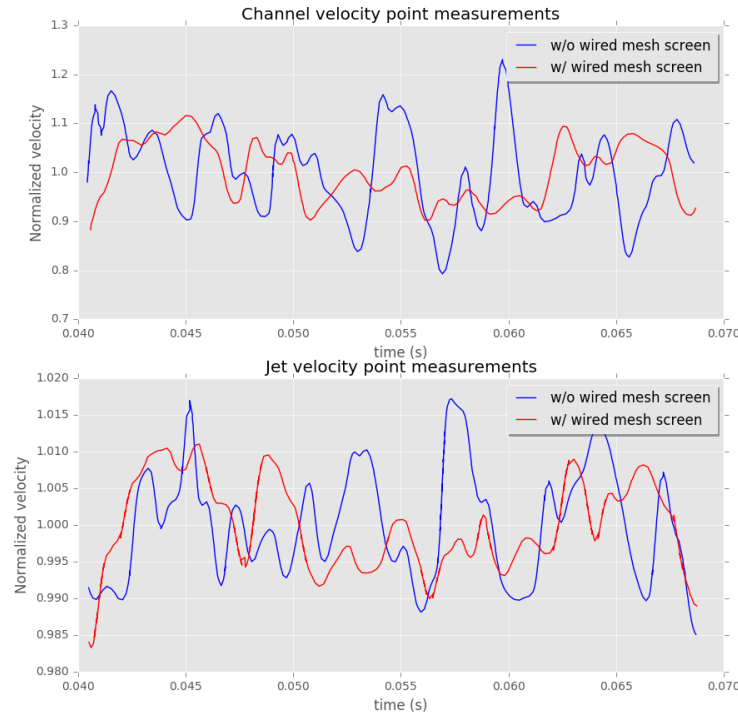 Channel velocity point measurements
1.3
1.2
1.1
1.0
0.9
0.8
0.7
Normalized velocity
w/o wired mesh screen
w/ wired mesh screen
0.040 0.045 0.050 0.055 0.060 0.065 0.070
time (s)
Jet velocity point measurements
1.020
1.015
1.010
1.005
1.000
0.995
0.990
0.985
0.980
Normalized velocity
w/o wired mesh screen
w/ wired mesh screen
0.040 0.045 0.050 0.055 0.060 0.065 0.070
time (s)